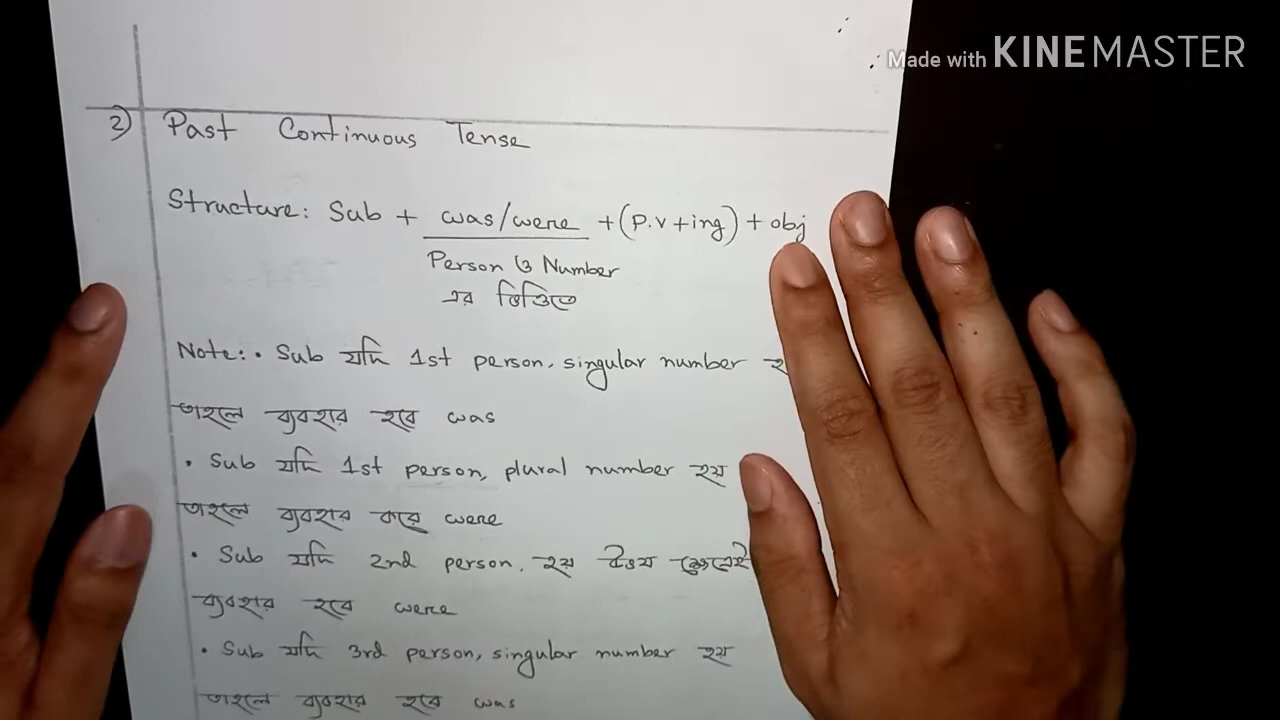 Made with KINEMASTER
2) Past Continuous Tense
Structure: Sub + was/were + (p.v + ing) + obj
Person ও Number
এর ভিত্তিতে
Note: • Sub যদি 1st person, singular number
তাহলে ব্যবহার হবে was
• Sub যদি 1st person, plural number হয়
তাহলে ব্যবহার করে were
• Sub যদি 2nd person, হয় উভয় ক্ষেত্রেই
ব্যবহার হবে were
• Sub যদি 3rd person, singular number হয়
তাহলে ব্যবহার হবে was